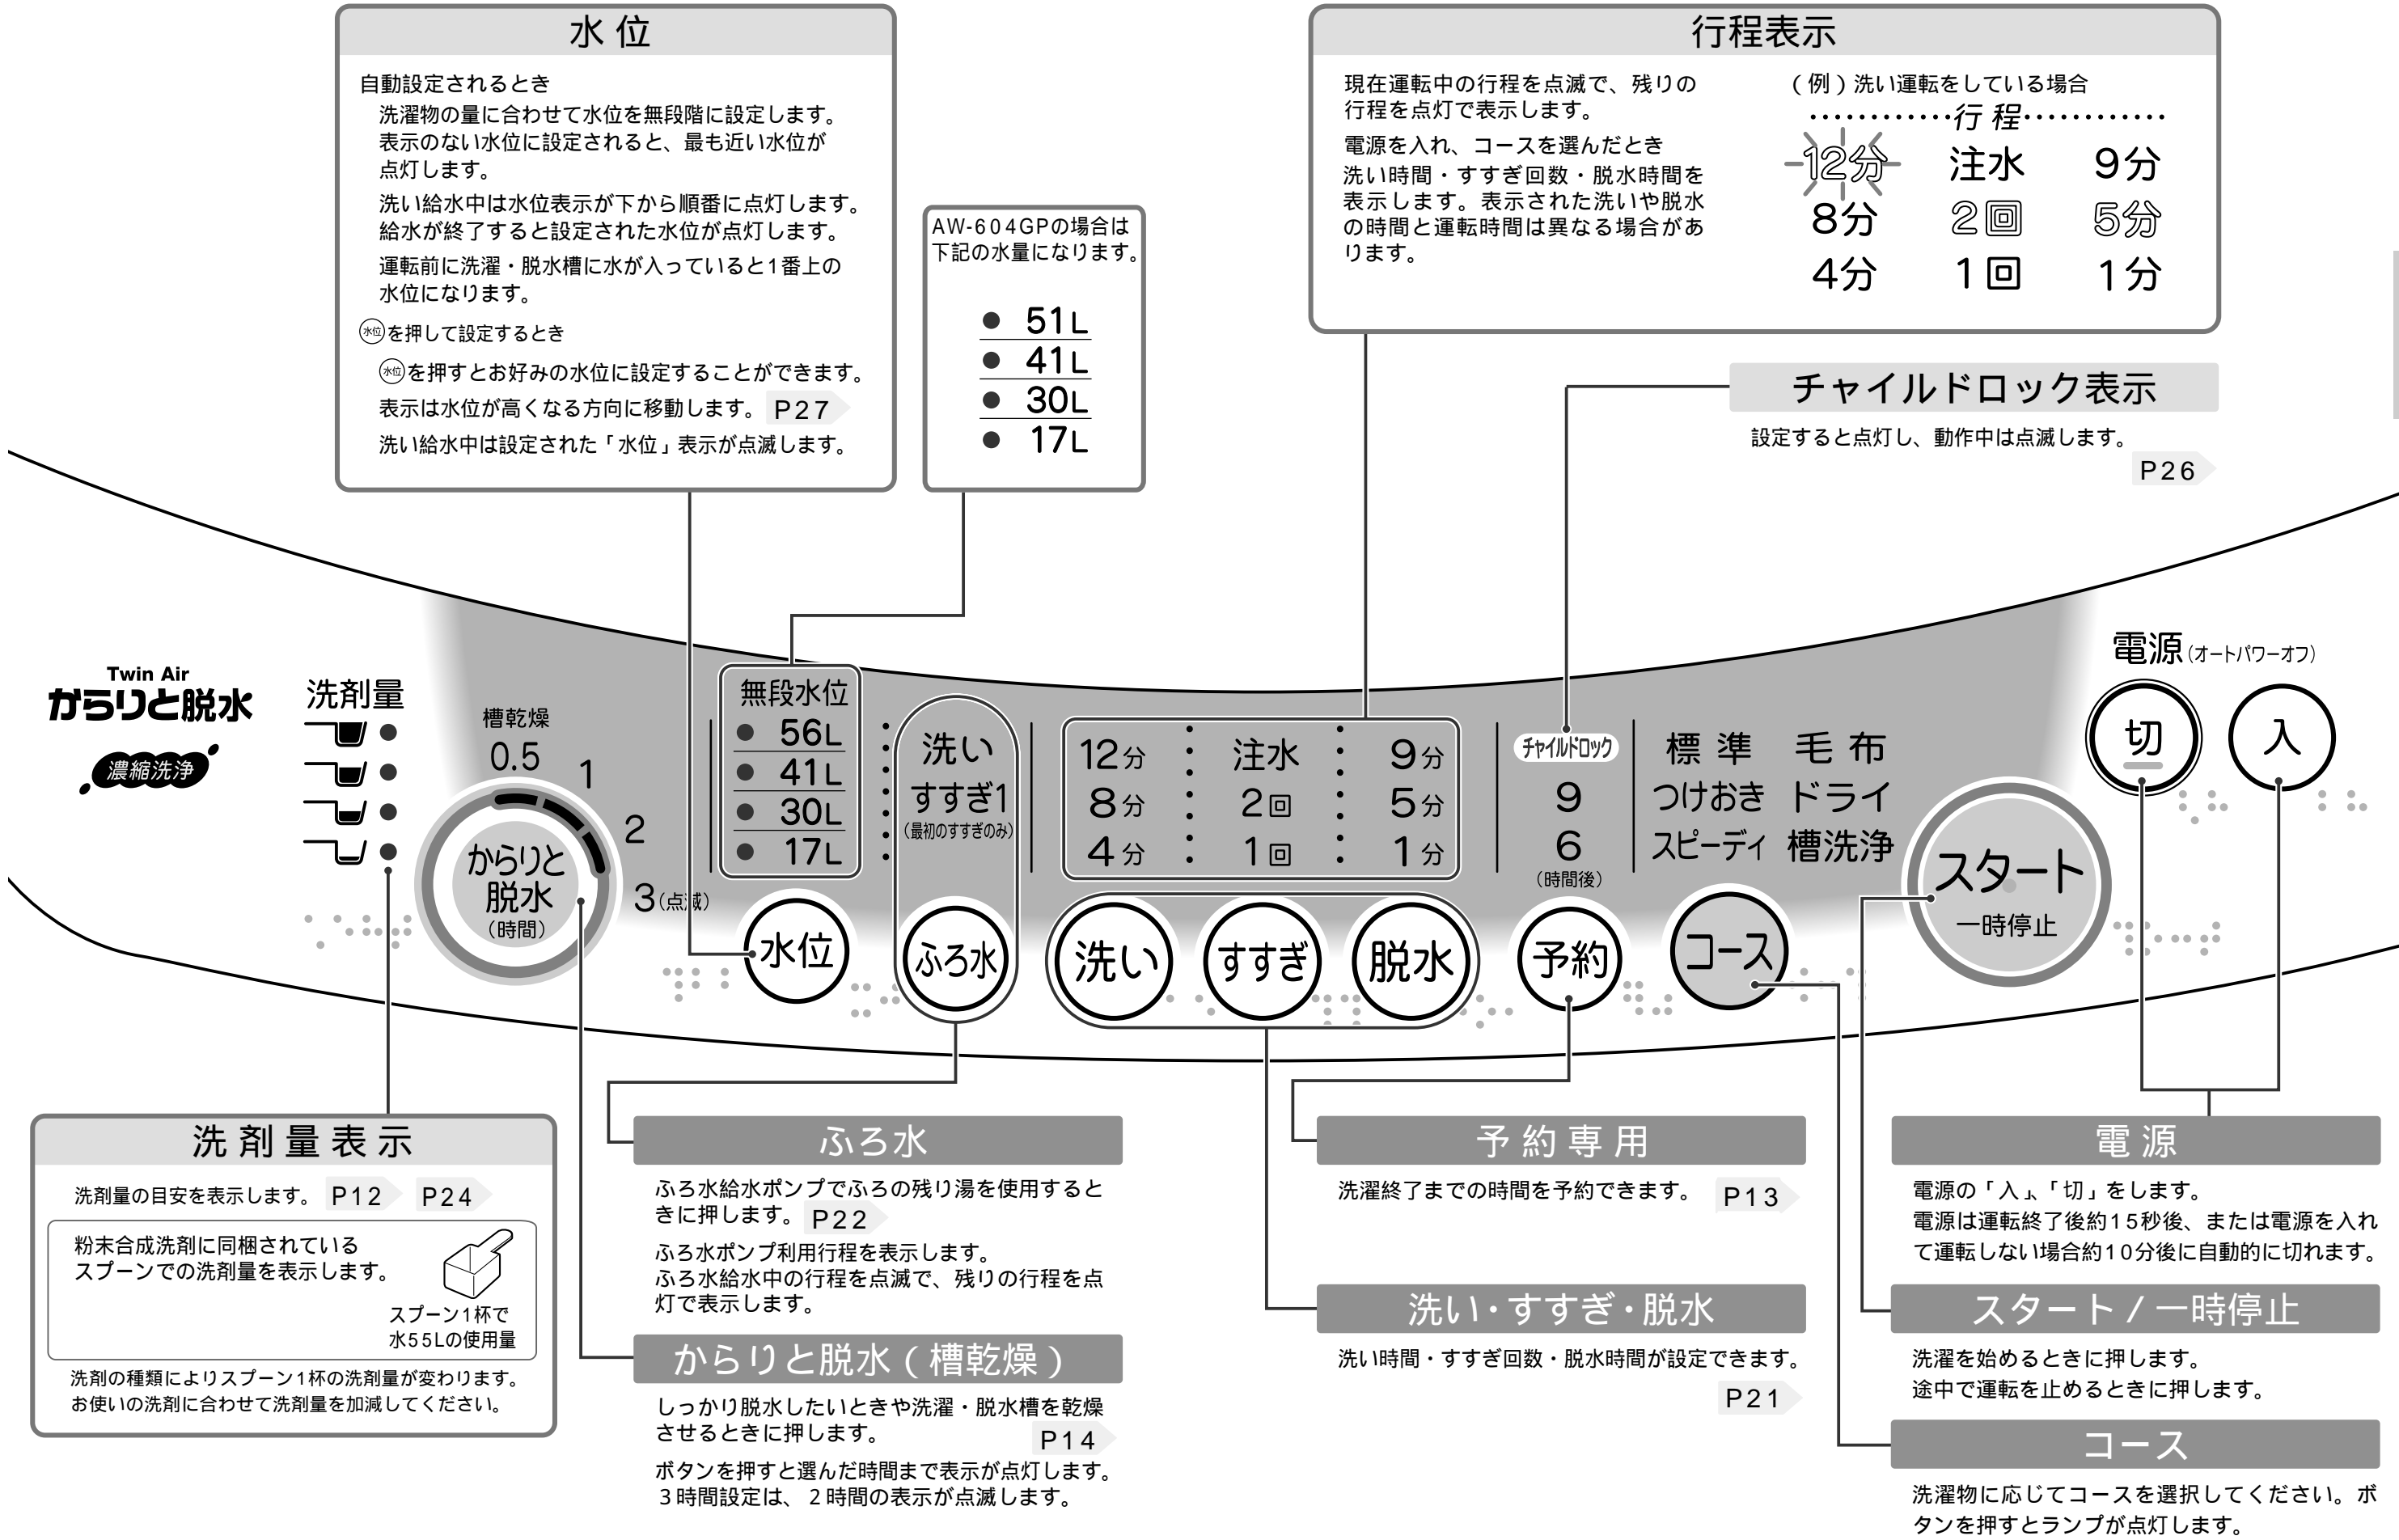 水位
自動設定されるとき
洗濯物の量に合わせて水位を無段階に設定します。
表示のない水位に設定されると、最も近い水位が
点灯します。
洗い給水中は水位表示が下から順番に点灯します。
給水が終了すると設定された水位が点灯します。
運転前に洗濯・脱水槽に水が入っていると1番上の
水位になります。
水位を押して設定するとき
水位を押すとお好みの水位に設定することができます。
表示は水位が高くなる方向に移動します。 P27
洗い給水中は設定された「水位」表示が点滅します。
AW-604GPの場合は
下記の水量になります。
51L
41L
30L
17L
行程表示
現在運転中の行程を点滅で、残りの
行程を点灯で表示します。
電源を入れ、コースを選んだとき
洗い時間・すすぎ回数・脱水時間を
表示します。表示された洗いや脱水
の時間と運転時間は異なる場合があ
ります。
(例)洗い運転をしている場合
行程
12分 注水 9分
8分 2回 5分
4分 1回 1分
チャイルドロック表示
設定すると点灯し、動作中は点滅します。
P26
Twin Air
からりと脱水
濃縮洗浄
洗剤量
槽乾燥
0.5
1
2
3(点滅)
からりと
脱水
(時間)
無段水位
56L
41L
30L
17L
水位
洗い
すすぎ1
(最初のすすぎのみ)
ふろ水
12分 注水 9分
8分 2回 5分
4分 1回 1分
洗い すすぎ 脱水
チャイルドロック
9
6
(時間後)
予約
標準 毛布
つけおき ドライ
スピーディ 槽洗浄
コース
電源(オートパワーオフ)
切 入
スタート
一時停止
洗剤量表示
洗剤量の目安を表示します。 P12 P24
粉末合成洗剤に同梱されている
スプーンでの洗剤量を表示します。
スプーン1杯で
水55Lの使用量
洗剤の種類によりスプーン1杯の洗剤量が変わります。
お使いの洗剤に合わせて洗剤量を加減してください。
ふろ水
ふろ水給水ポンプでふろの残り湯を使用すると
きに押します。 P22
ふろ水ポンプ利用行程を表示します。
ふろ水給水中の行程を点滅で、残りの行程を点
灯で表示します。
からりと脱水(槽乾燥)
しっかり脱水したいときや洗濯・脱水槽を乾燥
させるときに押します。 P14
ボタンを押すと選んだ時間まで表示が点灯します。
3時間設定は、2時間の表示が点滅します。
予約専用
洗濯終了までの時間を予約できます。 P13
洗い・すすぎ・脱水
洗い時間・すすぎ回数・脱水時間が設定できます。
P21
電源
電源の「入」、「切」をします。
電源は運転終了後約15秒後、または電源を入れ
て運転しない場合約10分後に自動的に切れます。
スタート/一時停止
洗濯を始めるときに押します。
途中で運転を止めるときに押します。
コース
洗濯物に応じてコースを選択してください。ボ
タンを押すとランプが点灯します。